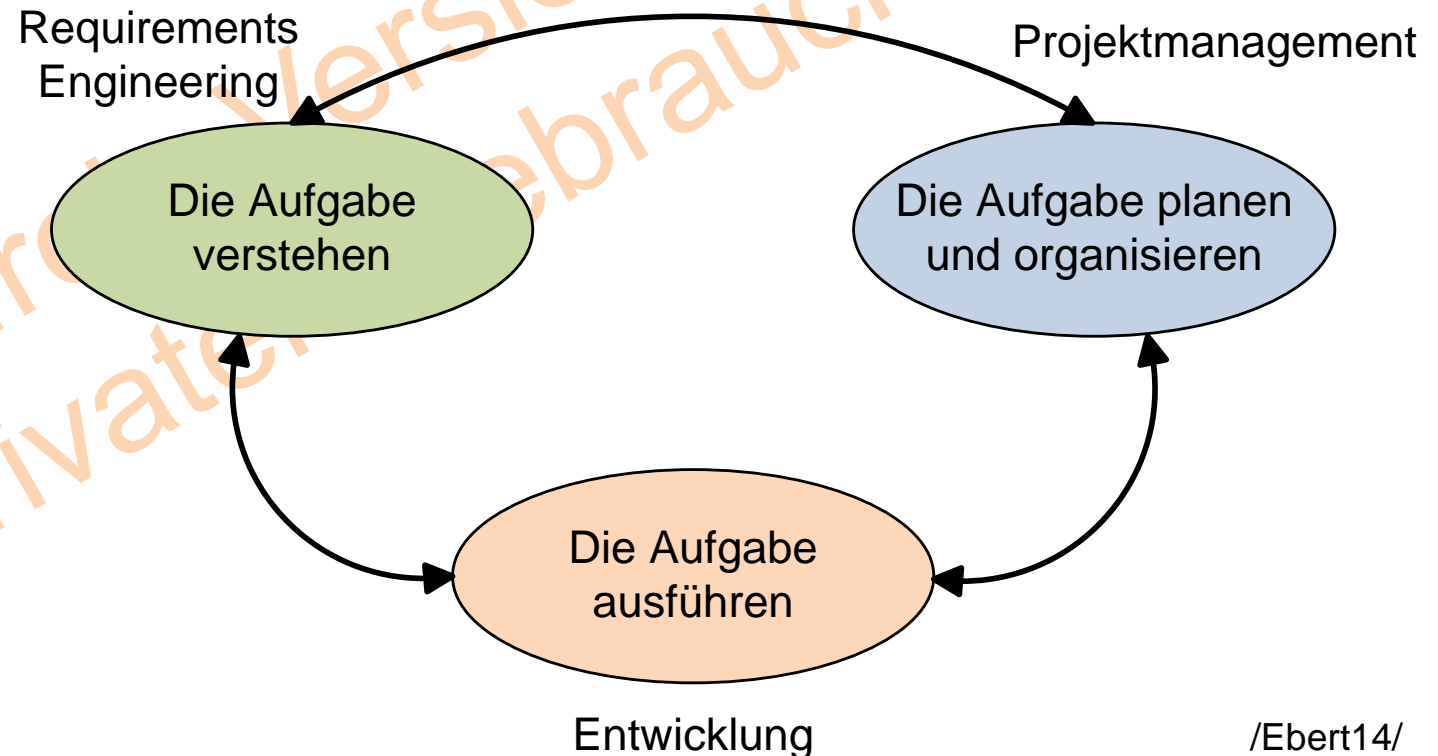 Requirements
Engineering
Projektmanagement
Die Aufgabe
verstehen
Die Aufgabe planen
und organisieren
Die Aufgabe
ausführen
Entwicklung
/Ebert14/